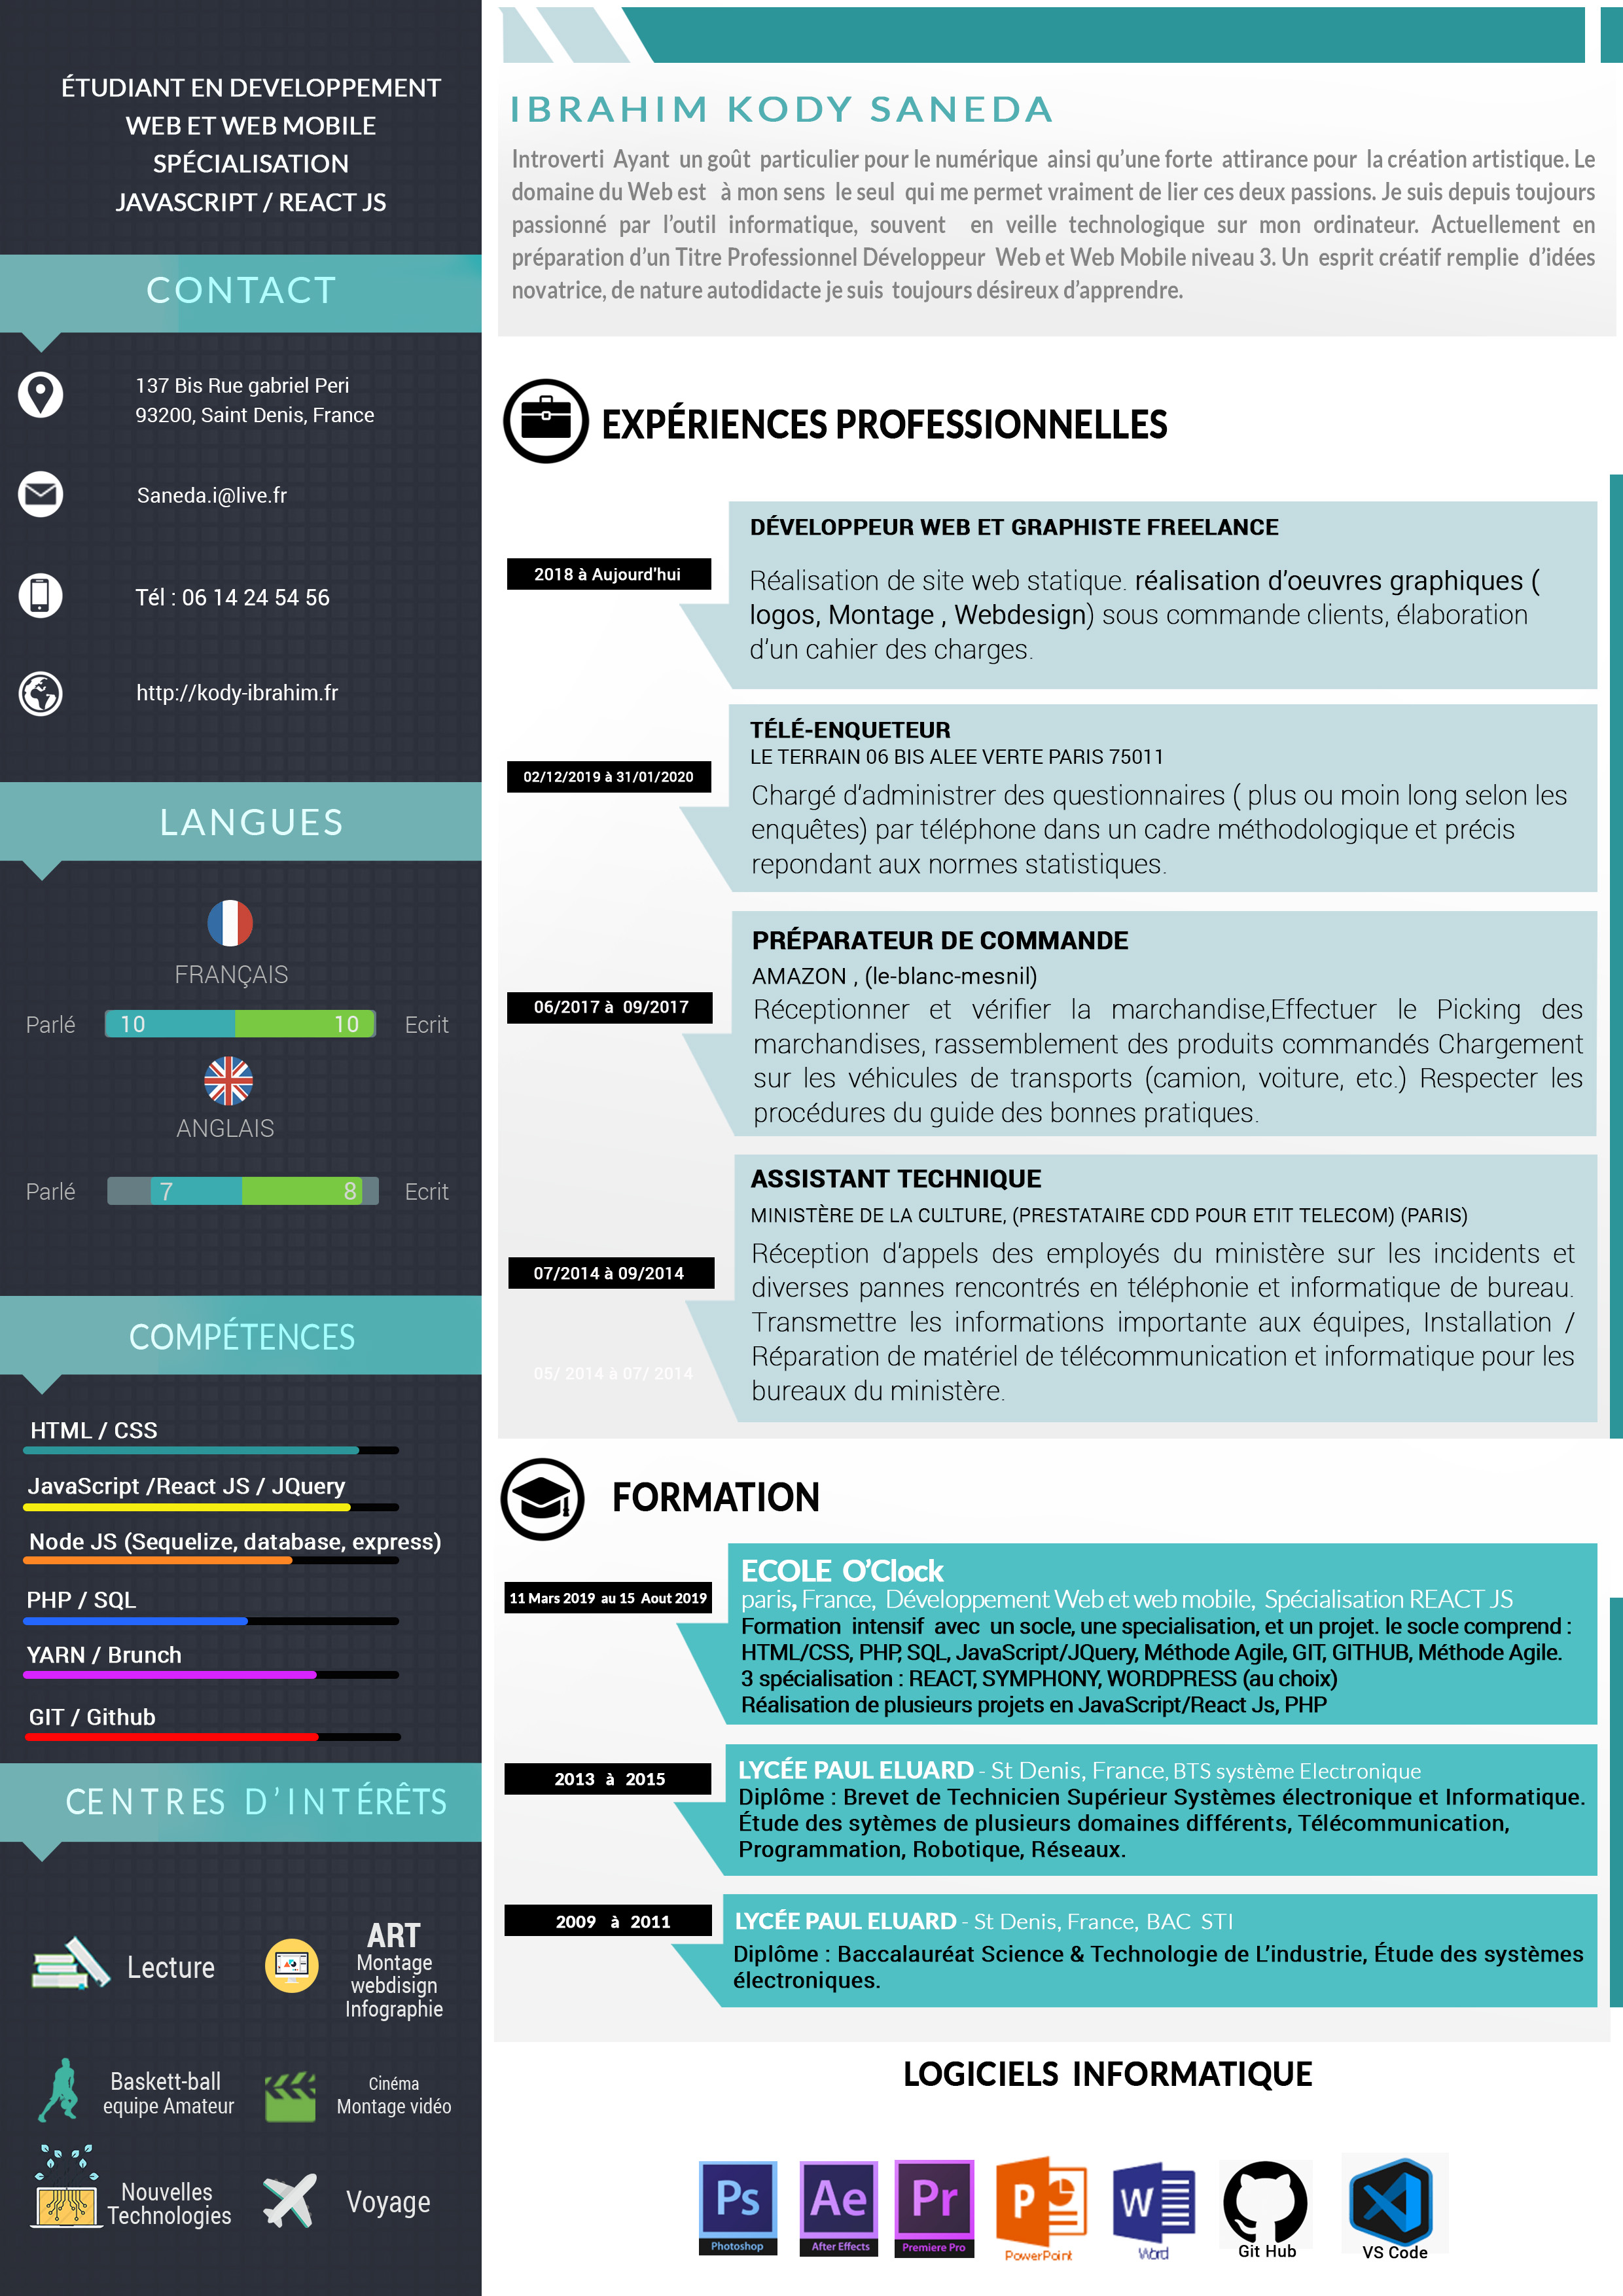 ÉTUDIANT EN DEVELOPPEMENT
WEB ET WEB MOBILE
SPÉCIALISATION
JAVASCRIPT / REACT JS
CONTACT
137 Bis Rue gabriel Peri
93200, Saint Denis, France
Saneda.i@live.fr
Tél : 06 14 24 54 56
http://kody-ibrahim.fr
LANGUES
FRANÇAIS
Parlé 10 10 Ecrit
ANGLAIS
Parlé 7 8 Ecrit
COMPÉTENCES
HTML / CSS
JavaScript /React JS / JQuery
Node JS (Sequelize, database, express)
PHP / SQL
YARN / Brunch
GIT / Github
CENTRES D'INTÉRÊTS
Lecture
ART
Montage
webdisign
Infographie
Baskett-ball
equipe Amateur
Cinéma
Montage vidéo
Nouvelles
Technologies
Voyage
IBRAHIM KODY SANEDA
Introverti Ayant un goût particulier pour le numérique ainsi qu'une forte attirance pour la création artistique. Le
domaine du Web est à mon sens le seul qui me permet vraiment de lier ces deux passions. Je suis depuis toujours
passionné par l'outil informatique, souvent en veille technologique sur mon ordinateur. Actuellement en
préparation d'un Titre Professionnel Développeur Web et Web Mobile niveau 3. Un esprit créatif remplie d'idées
novatrice, de nature autodidacte je suis toujours désireux d'apprendre.
EXPÉRIENCES PROFESSIONNELLES
2018 à Aujourd'hui
DÉVELOPPEUR WEB ET GRAPHISTE FREELANCE
Réalisation de site web statique. réalisation d'oeuvres graphiques (
logos, Montage , Webdesign) sous commande clients, élaboration
d'un cahier des charges.
02/12/2019 à 31/01/2020
TÉLÉ-ENQUETEUR
LE TERRAIN 06 BIS ALEE VERTE PARIS 75011
Chargé d'administrer des questionnaires ( plus ou moin long selon les
enquêtes) par téléphone dans un cadre méthodologique et précis
repondant aux normes statistiques.
06/2017 à 09/2017
PRÉPARATEUR DE COMMANDE
AMAZON , (le-blanc-mesnil)
Réceptionner et vérifier la marchandise,Effectuer le Picking des
marchandises, rassemblement des produits commandés Chargement
sur les véhicules de transports (camion, voiture, etc.) Respecter les
procédures du guide des bonnes pratiques.
07/2014 à 09/2014
05/ 2014 à 07/ 2014
ASSISTANT TECHNIQUE
MINISTÈRE DE LA CULTURE, (PRESTATAIRE CDD POUR ETIT TELECOM) (PARIS)
Réception d'appels des employés du ministère sur les incidents et
diverses pannes rencontrés en téléphonie et informatique de bureau.
Transmettre les informations importante aux équipes, Installation /
Réparation de matériel de télécommunication et informatique pour les
bureaux du ministère.
FORMATION
11 Mars 2019 au 15 Aout 2019
ECOLE O'Clock
paris, France, Développement Web et web mobile, Spécialisation REACT JS
Formation intensif avec un socle, une specialisation, et un projet. le socle comprend :
HTML/CSS, PHP, SQL, JavaScript/JQuery, Méthode Agile, GIT, GITHUB, Méthode Agile.
3 spécialisation : REACT, SYMPHONY, WORDPRESS (au choix)
Réalisation de plusieurs projets en JavaScript/React Js, PHP
2013 à 2015
LYCÉE PAUL ELUARD - St Denis, France, BTS système Electronique
Diplôme : Brevet de Technicien Supérieur Systèmes électronique et Informatique.
Étude des sytèmes de plusieurs domaines différents, Télécommunication,
Programmation, Robotique, Réseaux.
2009 à 2011
LYCÉE PAUL ELUARD - St Denis, France, BAC STI
Diplôme : Baccalauréat Science & Technologie de L'industrie, Étude des systèmes
électroniques.
LOGICIELS INFORMATIQUE
Ps Ae Pr P W
Photoshop After Effects Premiere Pro PowerPoint Word Git Hub VS Code